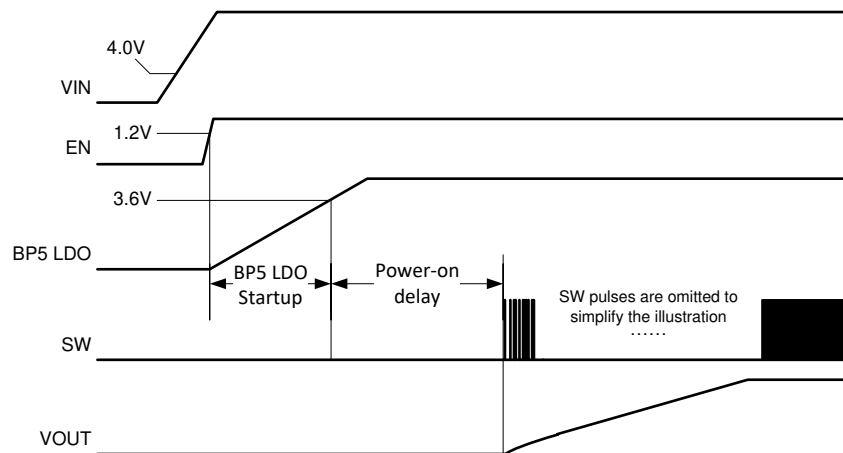 4.0V
VIN
1.2V
EN
3.6V
BP5 LDO
BP5 LDO
Startup
Power-on
delay
SW pulses are omitted to
simplify the illustration
......
SW
VOUT